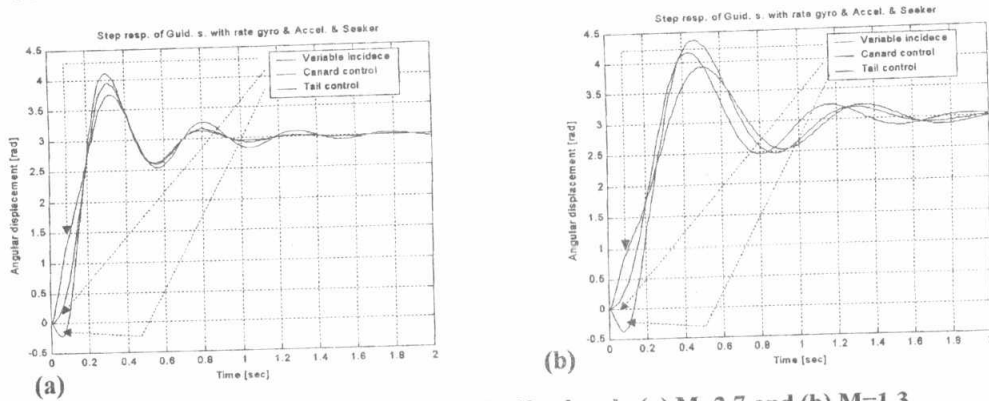 Step resp. of Guid. s. with rate gyro & Accel. & Seeker
Variable incidece
Canard control
Tail control
4.5
4
3.5
3
2.5
2
1.5
1
0.5
0
-0.5
Angular displacement [rad]
0 0.2 0.4 0.6 0.8 1 1.2 1.4 1.6 1.8 2
Time [sec]
(a)
Step resp. of Guid. s. with rate gyro & Accel. & Seeker
Variable incidece
Canard control
Tail control
4.5
4
3.5
3
2.5
2
1.5
1
0.5
0
-0.5
Angular displacement [rad]
0 0.2 0.4 0.6 0.8 1 1.2 1.4 1.6 1.8 2
Time [sec]
(b)
(a) M=2.7 and (b) M=1.3